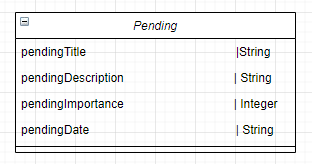 Pending
pendingTitle |String
pendingDescription | String
pendingImportance | Integer
pendingDate | String